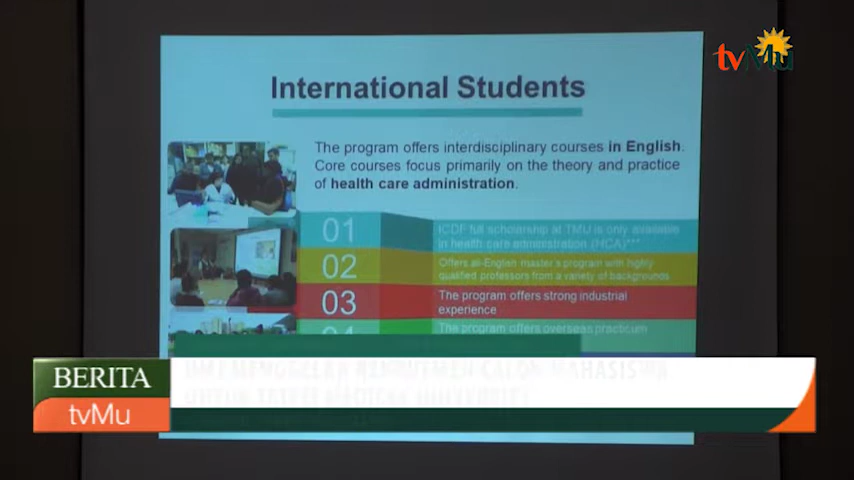 tvMu
International Students
The program offers interdisciplinary courses in English.
Core courses focus primarily on the theory and practice
of health care administration.
01
ICDF full scholarship at TMU is only available
in health care administration (HCA)***
02
Offers all-English master's program with highly
qualified professors from a variety of backgrounds
03
The program offers strong industrial
experience
04
The program offers overseas practicum
BERITA
tvMu
CALON MAHASISWA
UNTUK MEDICAL UNIVERSITY